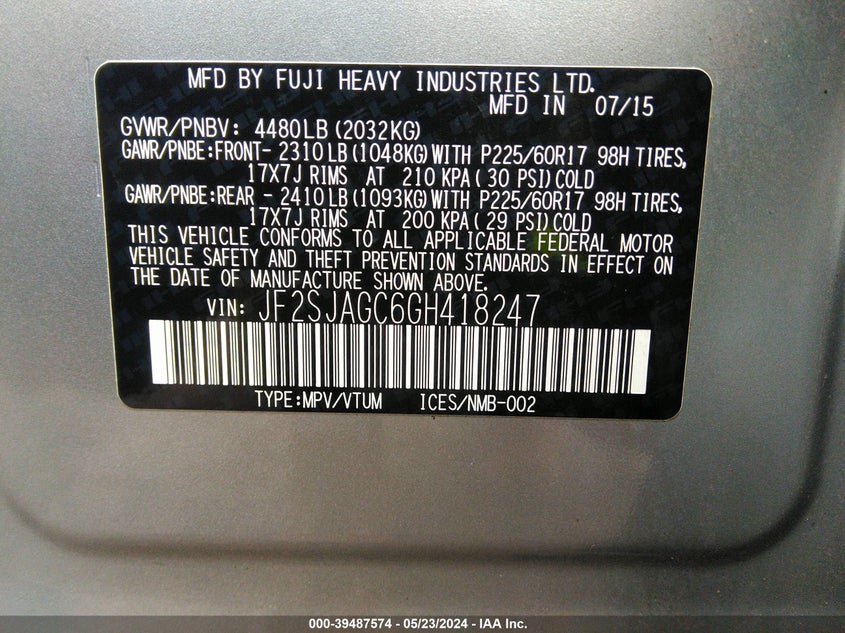 MFD BY FUJI HEAVY INDUSTRIES LTD.
MFD IN 07/15
GVWR/PNBV: 4480LB (2032KG)
GAWR/PNBE:FRONT- 2310LB (1048KG) WITH P225/60R17 98H TIRES,
17X7J RIMS AT 210 KPA( 30 PSI)COLD
GAWR/PNBE:REAR - 2410LB (1093KG) WITH P225/60R17 98H TIRES,
17X7J RIMS AT 200 KPA(29 PSI)COLD
THIS VEHICLE CONFORMS TO ALL APPLICABLE FEDERAL MOTOR
VEHICLE SAFETY AND THEFT PREVENTION STANDARDS IN EFFECT ON
THE DATE OF MANUFACTURE SHOWN ABOVE.
VIN: JF2SJAGC6GH418247
TYPE:MPV/VTUM ICES/NMB-002
000-39487574 - 05/23/2024 - IAA Inc.